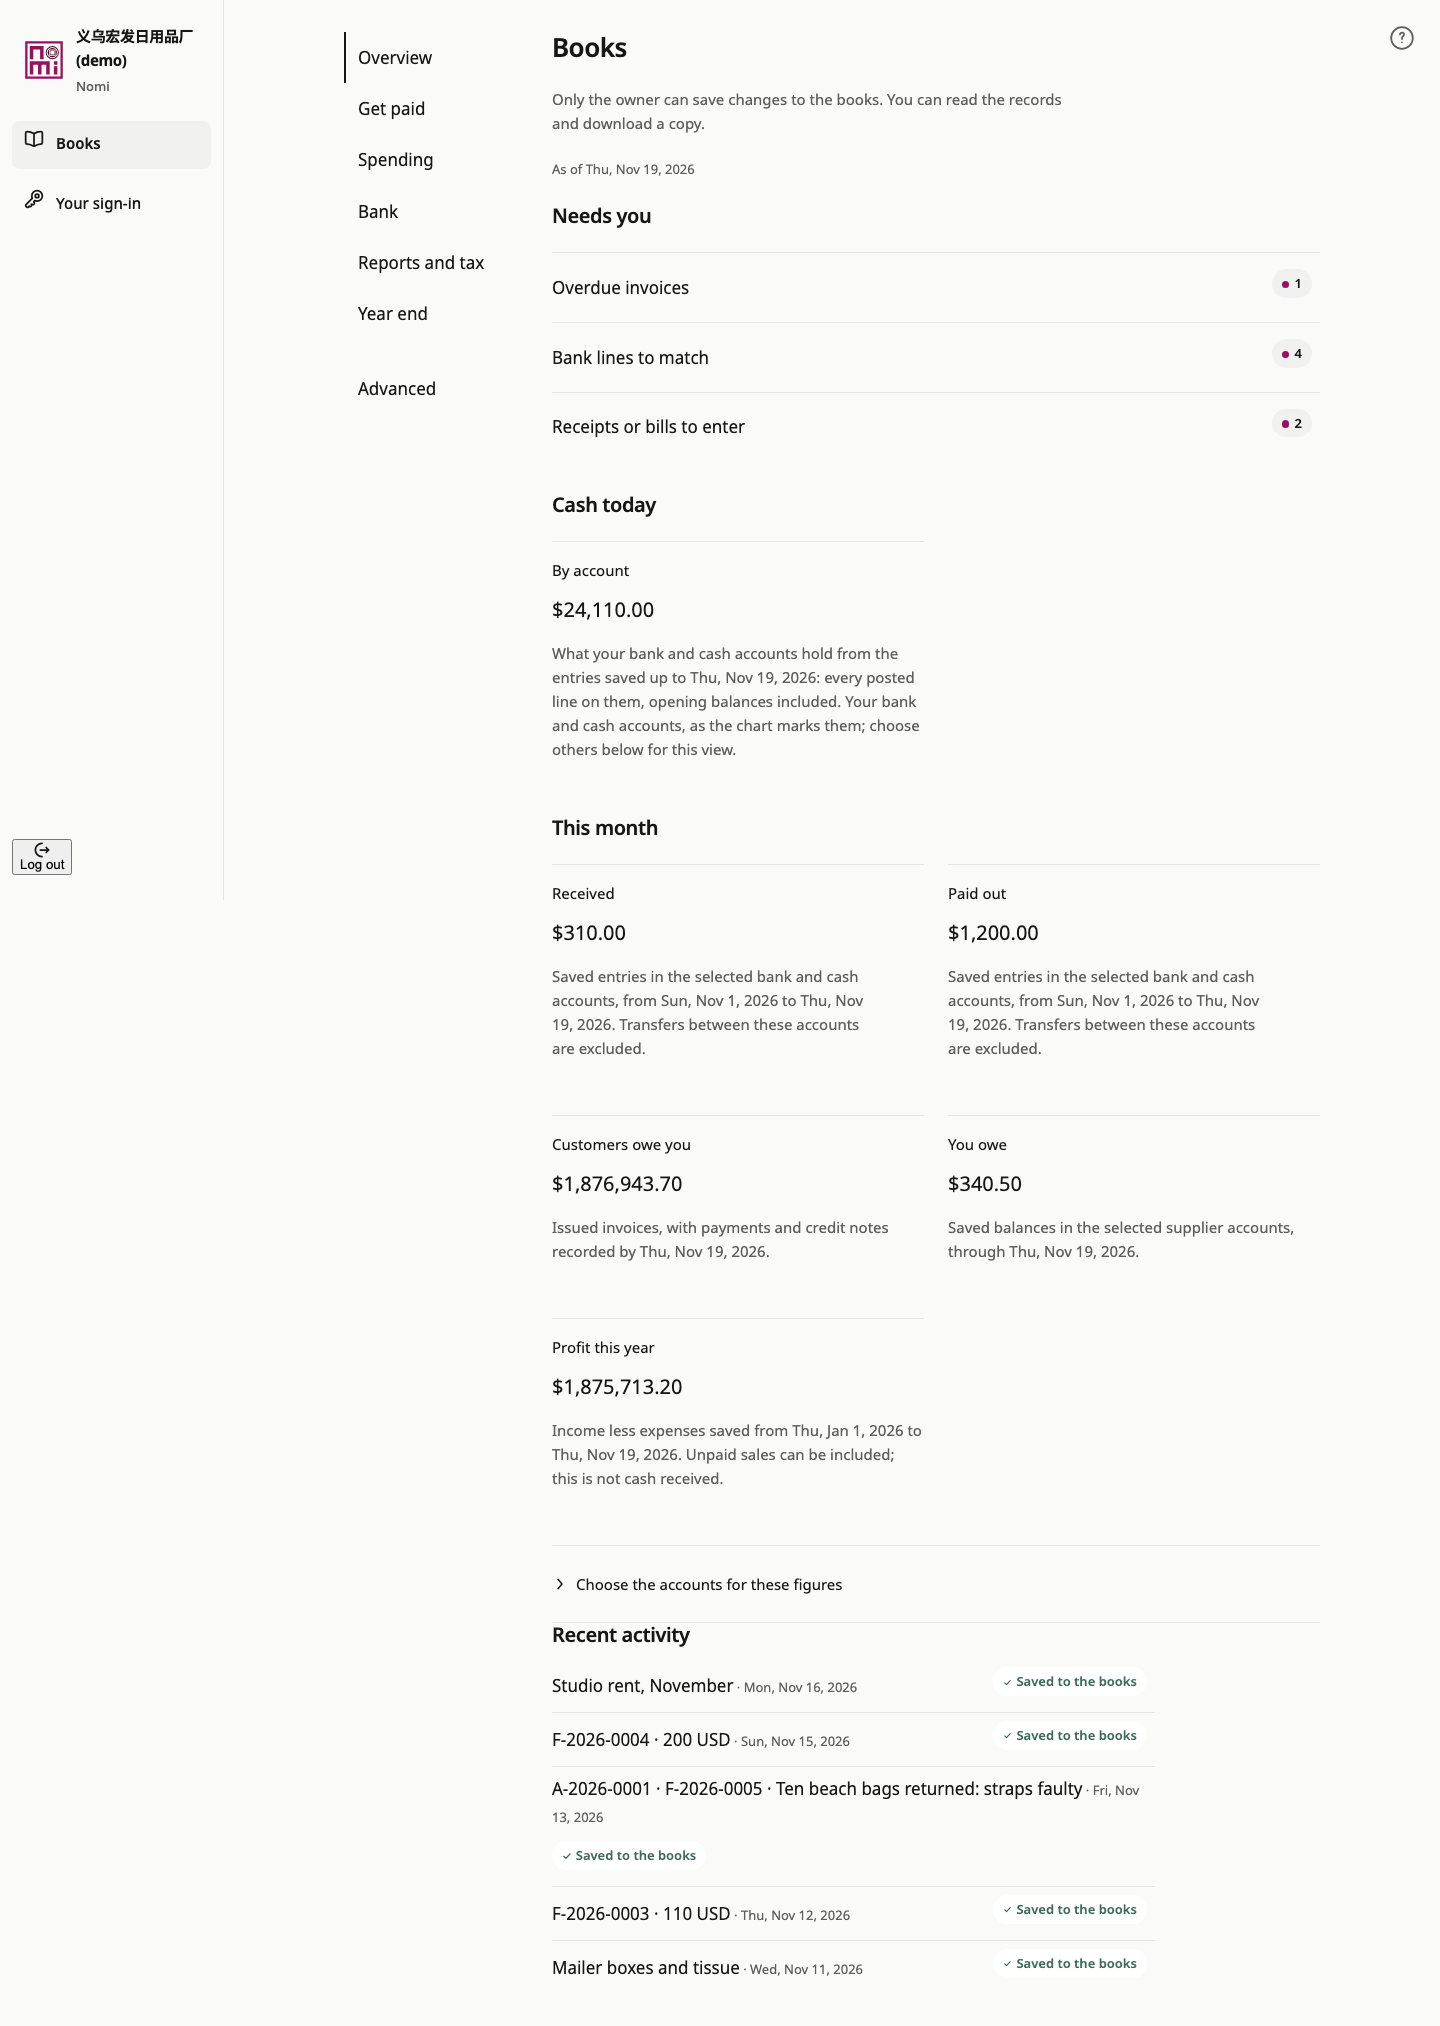 义乌宏发日用品厂
(demo)
Nomi
Books
Your sign-in
Log out
Overview
Get paid
Spending
Bank
Reports and tax
Year end
Advanced
Books
Only the owner can save changes to the books. You can read the records
and download a copy.
As of Thu, Nov 19, 2026
Needs you
Overdue invoices
1
Bank lines to match
4
Receipts or bills to enter
2
Cash today
By account
$24,110.00
What your bank and cash accounts hold from the
entries saved up to Thu, Nov 19, 2026: every posted
line on them, opening balances included. Your bank
and cash accounts, as the chart marks them; choose
others below for this view.
This month
Received
$310.00
Saved entries in the selected bank and cash
accounts, from Sun, Nov 1, 2026 to Thu, Nov
19, 2026. Transfers between these accounts
are excluded.
Paid out
$1,200.00
Saved entries in the selected bank and cash
accounts, from Sun, Nov 1, 2026 to Thu, Nov
19, 2026. Transfers between these accounts
are excluded.
Customers owe you
$1,876,943.70
Issued invoices, with payments and credit notes
recorded by Thu, Nov 19, 2026.
You owe
$340.50
Saved balances in the selected supplier accounts,
through Thu, Nov 19, 2026.
Profit this year
$1,875,713.20
Income less expenses saved from Thu, Jan 1, 2026 to
Thu, Nov 19, 2026. Unpaid sales can be included;
this is not cash received.
Choose the accounts for these figures
Recent activity
Studio rent, November · Mon, Nov 16, 2026
Saved to the books
F-2026-0004 · 200 USD · Sun, Nov 15, 2026
Saved to the books
A-2026-0001 · F-2026-0005 · Ten beach bags returned: straps faulty · Fri, Nov
13, 2026
Saved to the books
F-2026-0003 · 110 USD · Thu, Nov 12, 2026
Saved to the books
Mailer boxes and tissue · Wed, Nov 11, 2026
Saved to the books